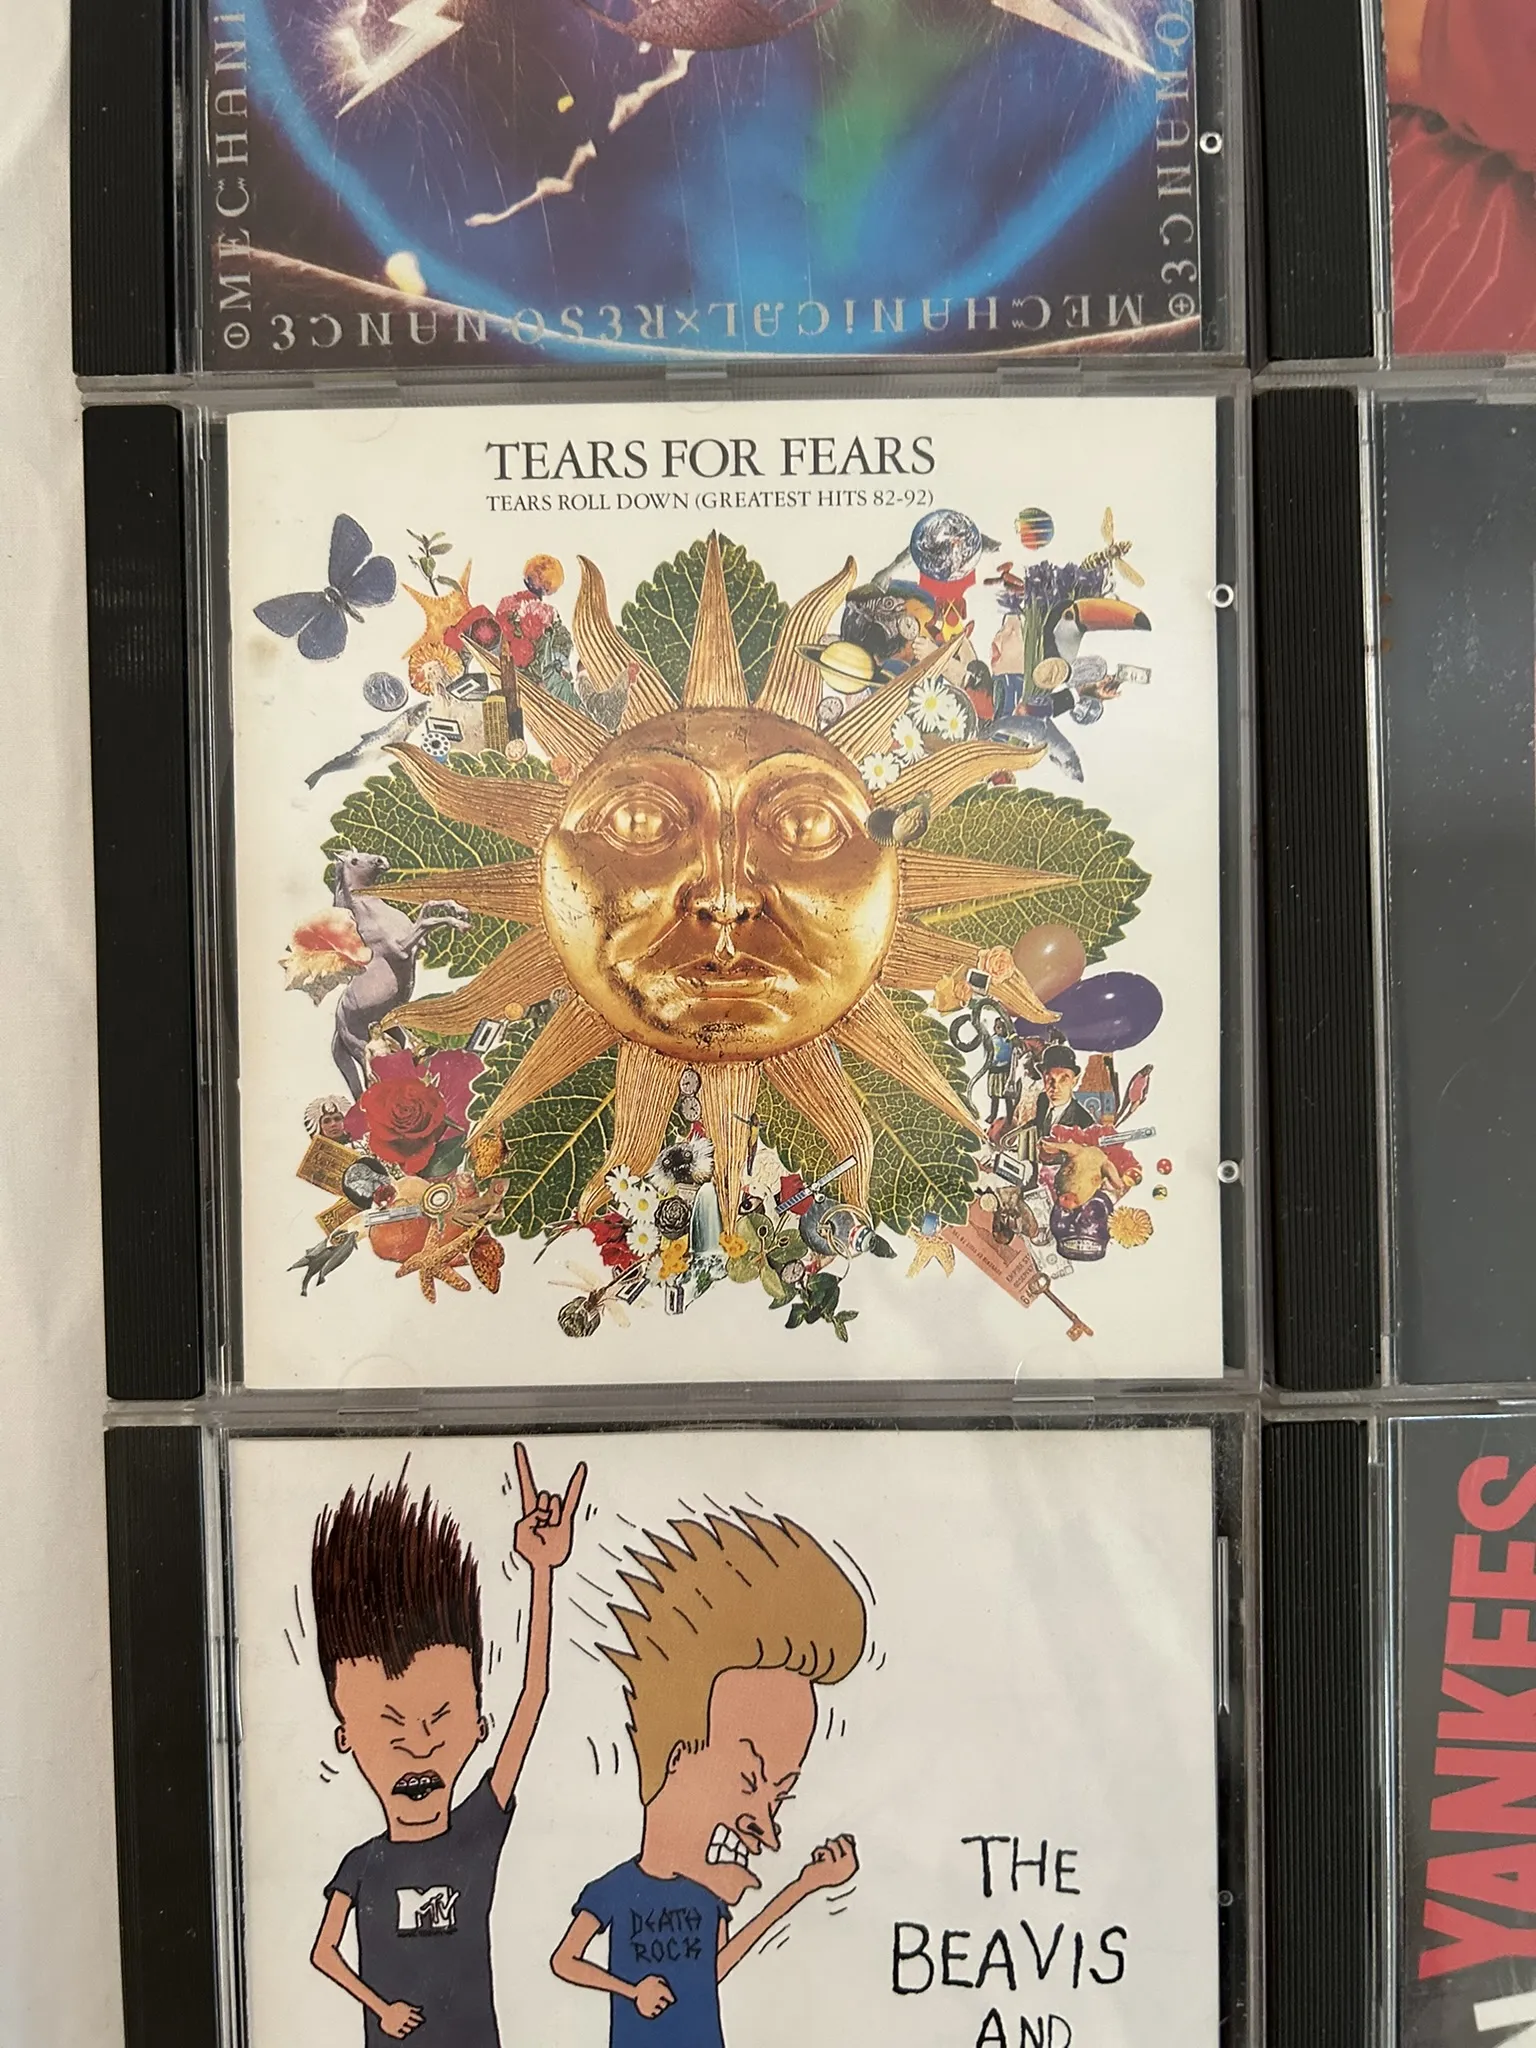 MECHANI
ONANCE
MECHANICAL×RESONANCE
TEARS FOR FEARS
TEARS ROLL DOWN (GREATEST HITS 82-92)
MTV
DEATH
ROCK
THE
BEAVIS
AND
YANKEES